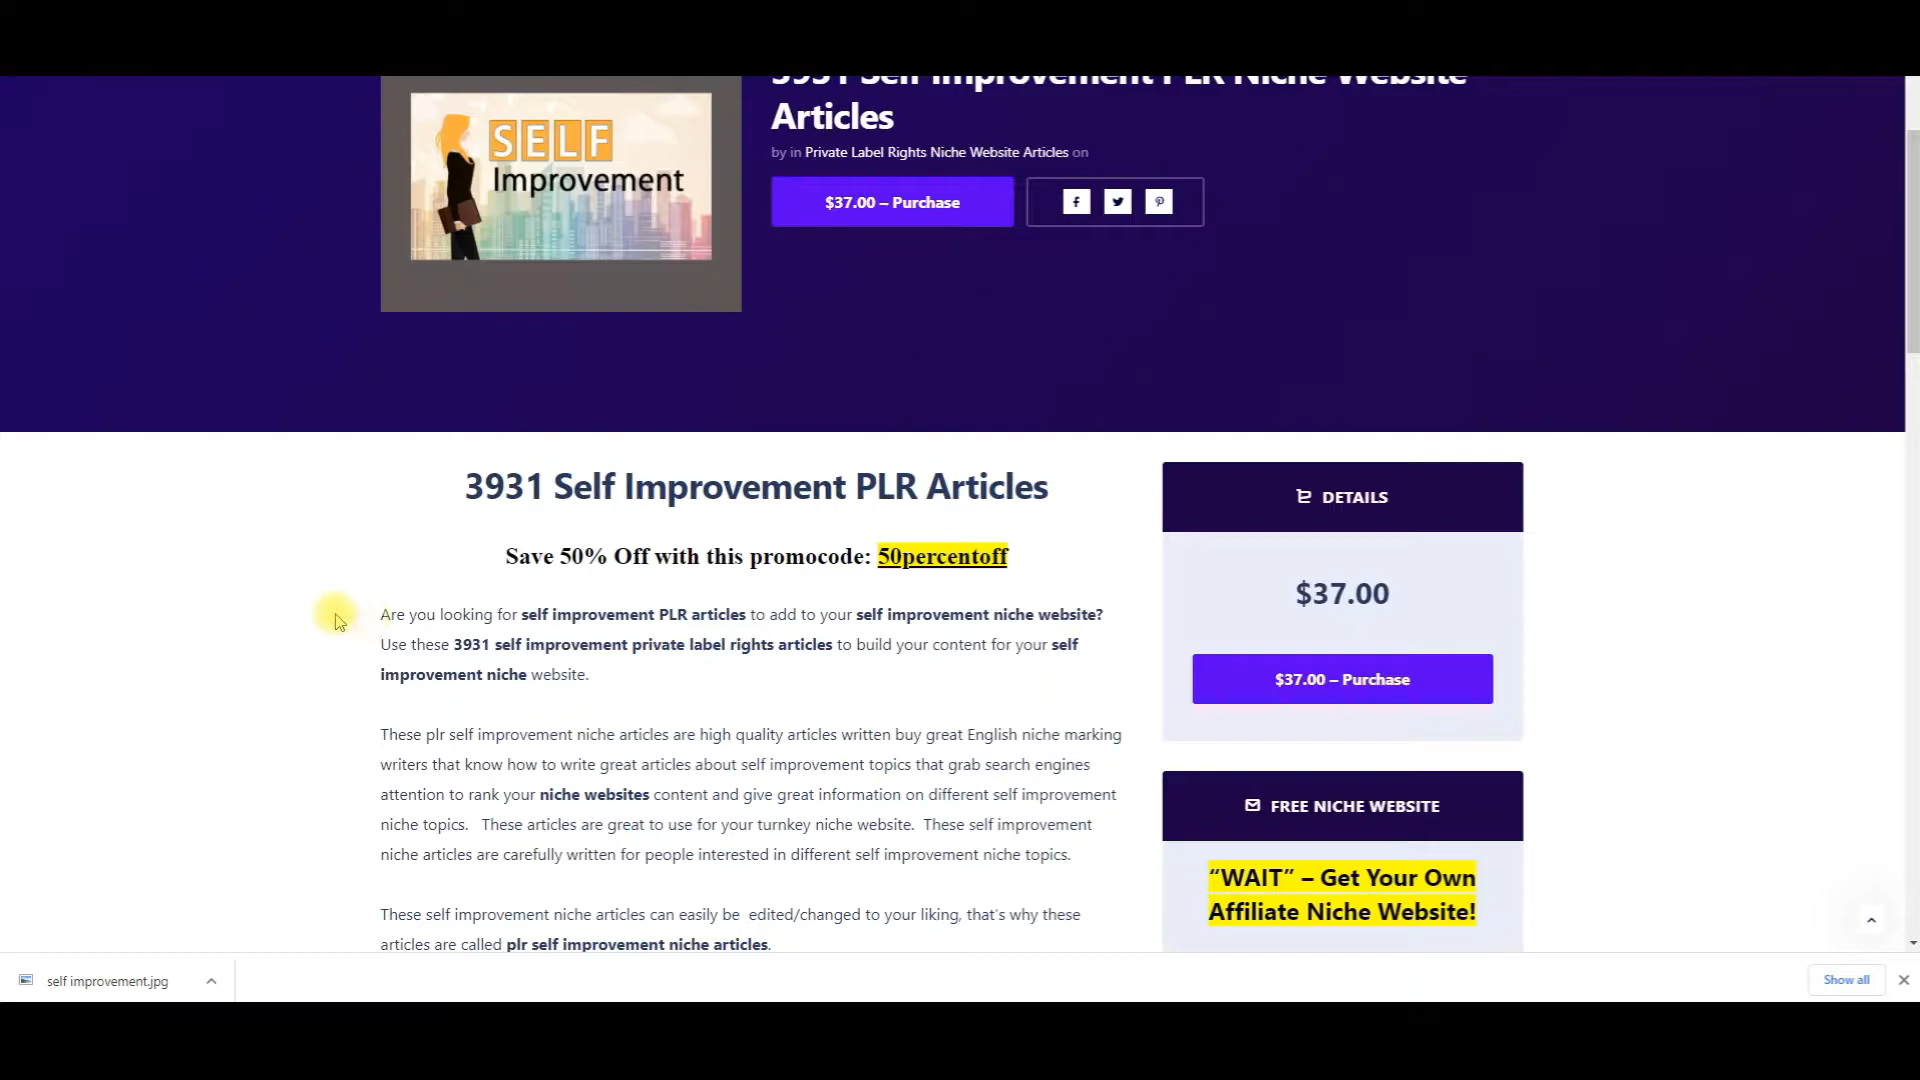 3931 Self Improvement PLR Niche Website
Articles
by in Private Label Rights Niche Website Articles on
$37.00 – Purchase
SELF
Improvement
3931 Self Improvement PLR Articles
Save 50% Off with this promocode: 50percentoff
Are you looking for self improvement PLR articles to add to your self improvement niche website?
Use these 3931 self improvement private label rights articles to build your content for your self
improvement niche website.
These plr self improvement niche articles are high quality articles written buy great English niche marking
writers that know how to write great articles about self improvement topics that grab search engines
attention to rank your niche websites content and give great information on different self improvement
niche topics.   These articles are great to use for your turnkey niche website.  These self improvement
niche articles are carefully written for people interested in different self improvement niche topics.
These self improvement niche articles can easily be  edited/changed to your liking, that's why these
articles are called plr self improvement niche articles.
DETAILS
$37.00
$37.00 – Purchase
FREE NICHE WEBSITE
“WAIT” – Get Your Own
Affiliate Niche Website!
self improvement.jpg
Show all